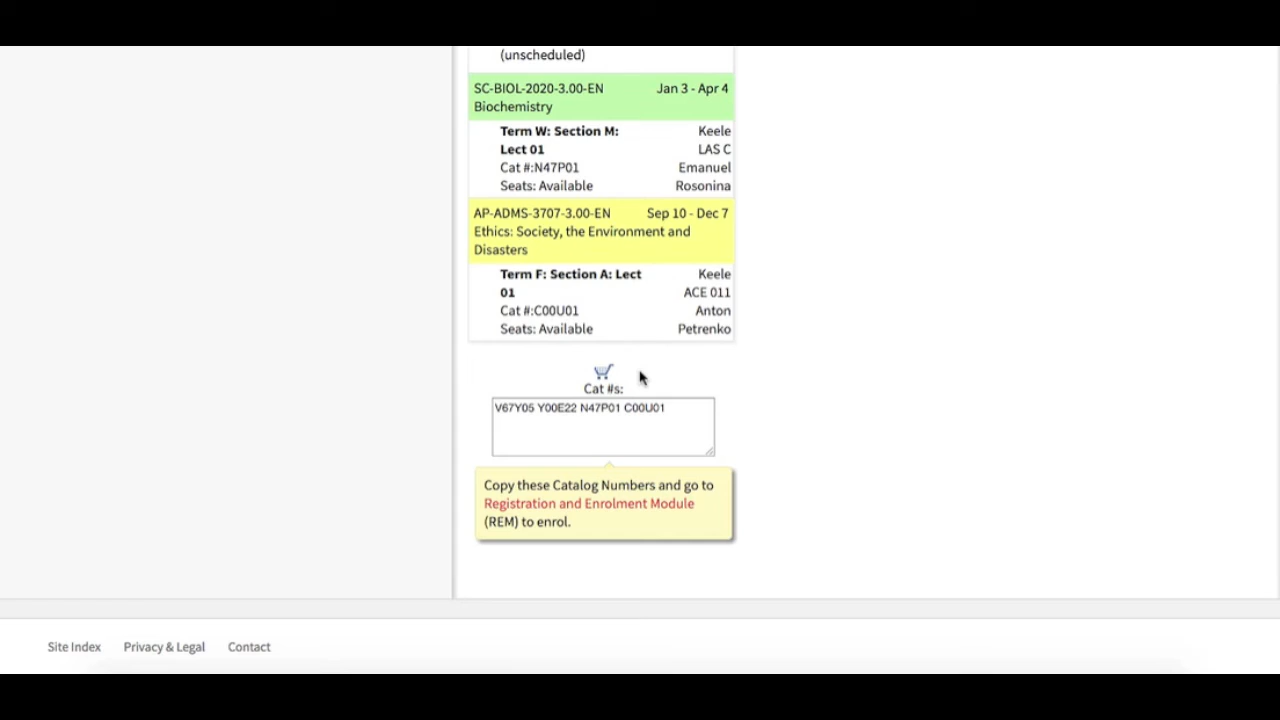 (unscheduled)
SC-BIOL-2020-3.00-EN Jan 3 - Apr 4
Biochemistry
Term W: Section M: Keele
Lect 01 LAS C
Cat #:N47P01 Emanuel
Seats: Available Rosonina
AP-ADMS-3707-3.00-EN Sep 10 - Dec 7
Ethics: Society, the Environment and
Disasters
Term F: Section A: Lect Keele
01 ACE 011
Cat #:C00U01 Anton
Seats: Available Petrenko
Cat #s:
V67Y05 Y00E22 N47P01 C00U01
Copy these Catalog Numbers and go to
Registration and Enrolment Module
(REM) to enrol.
Site Index Privacy & Legal Contact